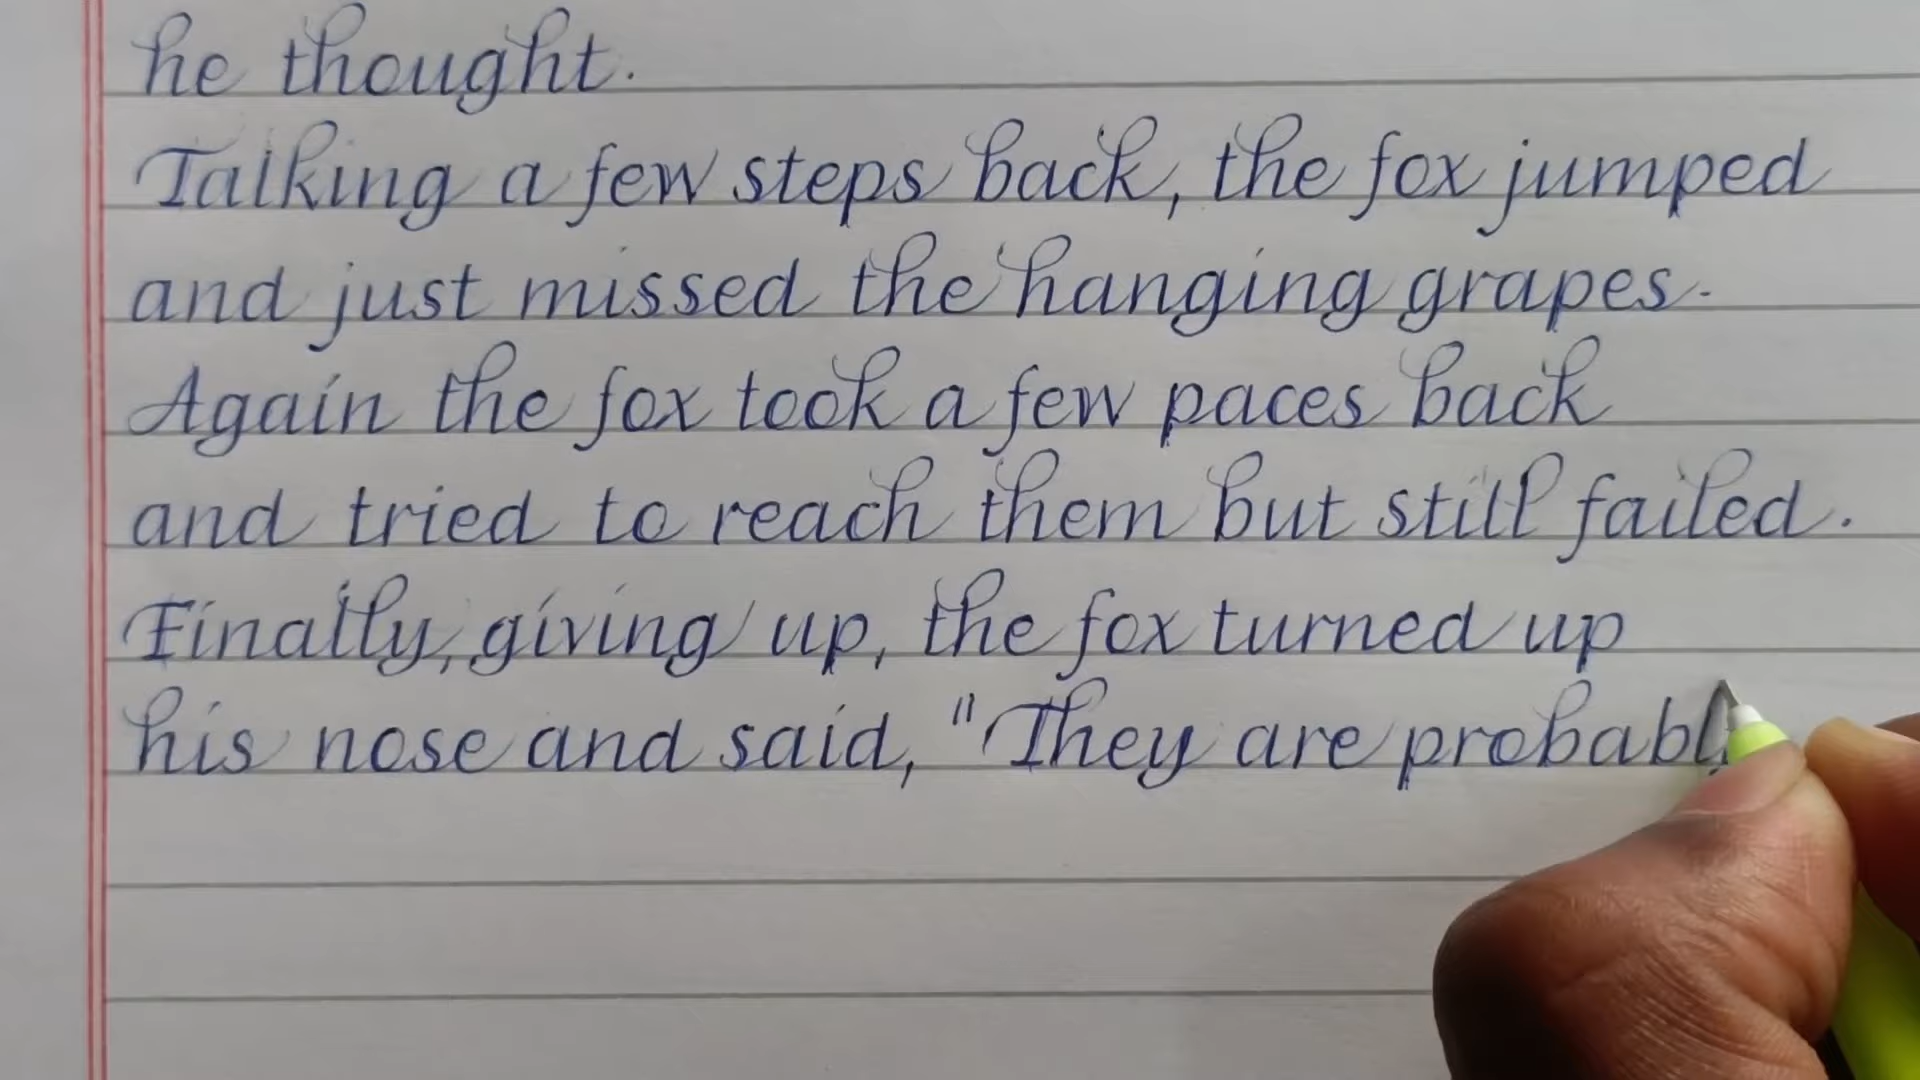 he thought.
Talking a few steps back, the fox jumped
and just missed the hanging grapes.
Again the fox took a few paces back
and tried to reach them but still failed.
Finally, giving up, the fox turned up
his nose and said, "They are probabl